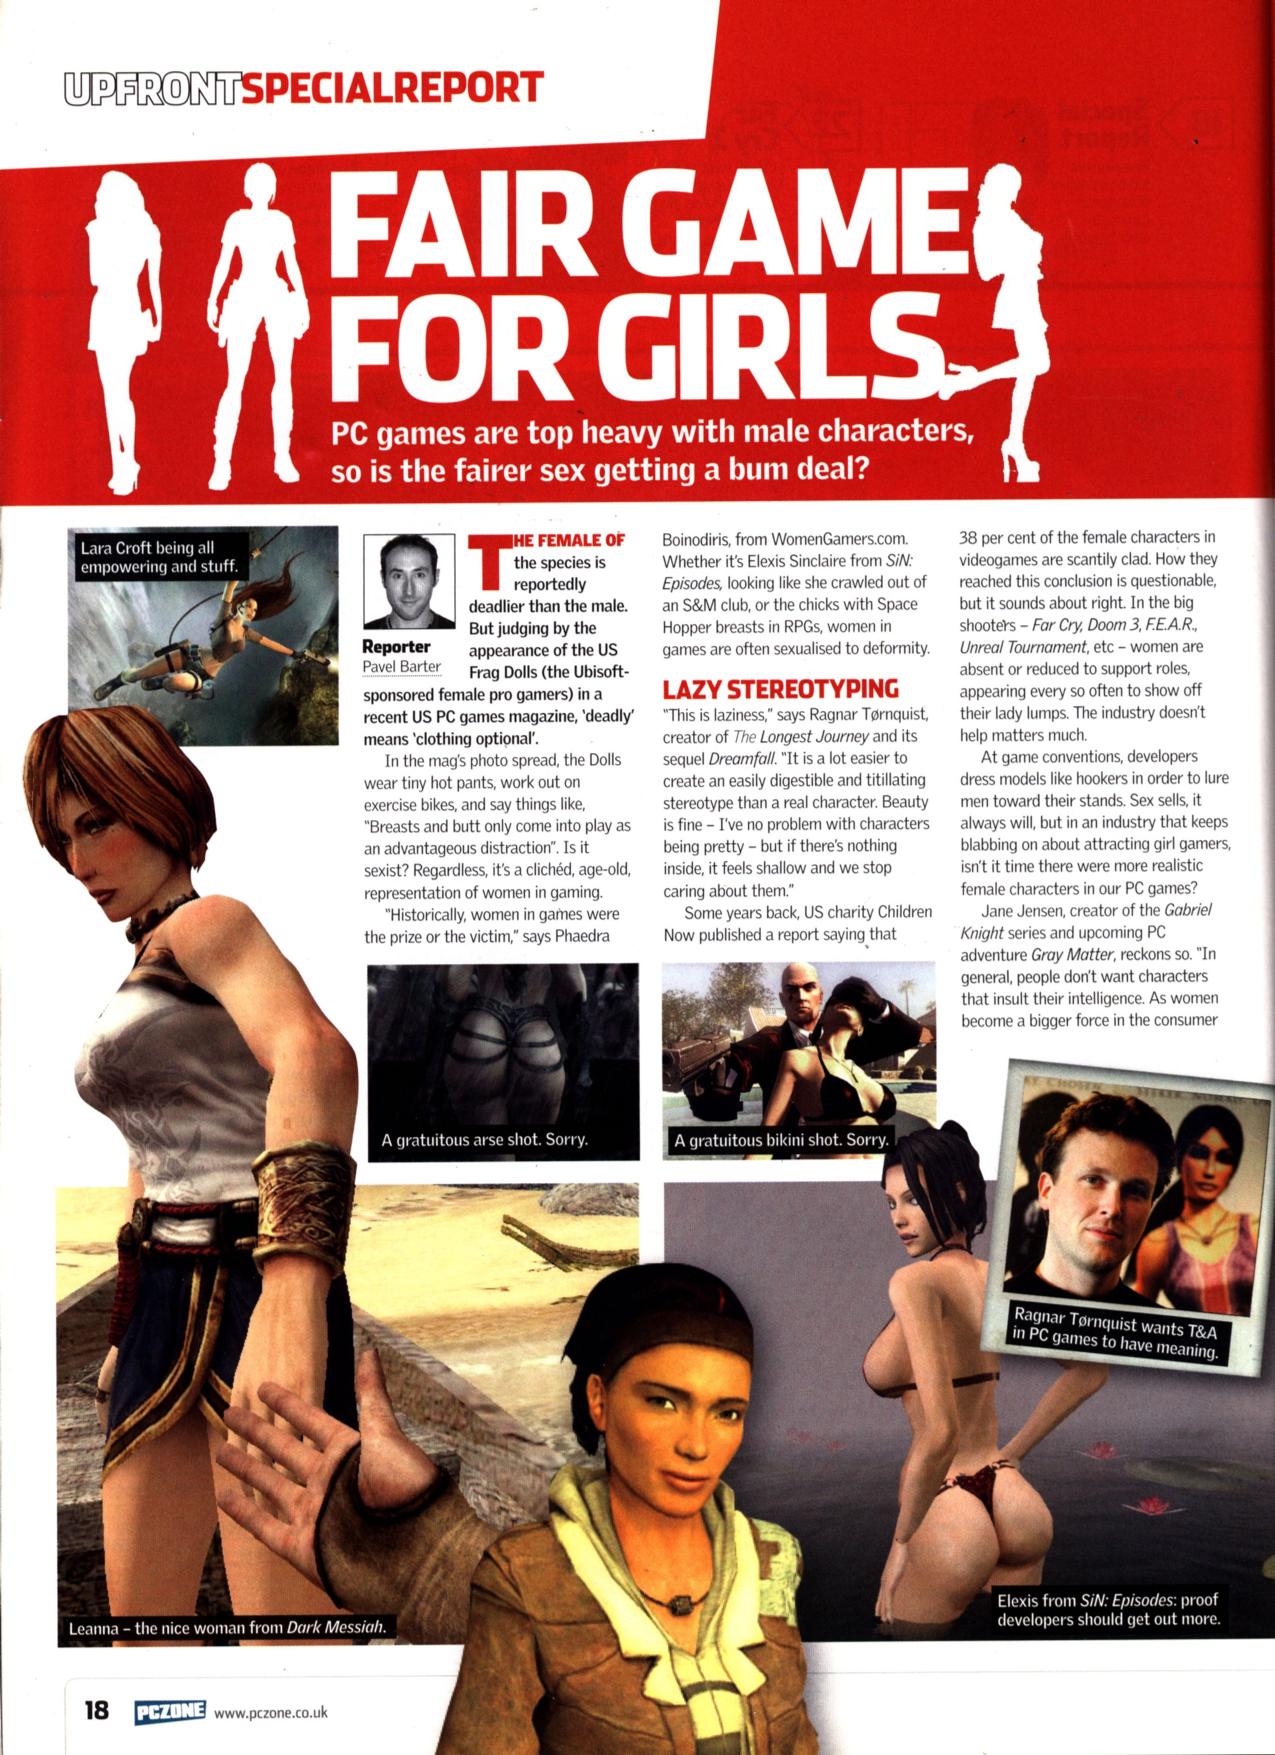 UPFRONTSPECIALREPORT
FAIR GAME
FOR GIRLS
PC games are top heavy with male characters,
so is the fairer sex getting a bum deal?
Lara Croft being all
empowering and stuff.
Reporter
Pavel Barter
THE FEMALE OF
the species is
reportedly
deadlier than the male.
But judging by the
appearance of the US
Frag Dolls (the Ubisoft-
sponsored female pro gamers) in a
recent US PC games magazine, ‘deadly’
means ‘clothing optional’.
In the mag’s photo spread, the Dolls
wear tiny hot pants, work out on
exercise bikes, and say things like,
“Breasts and butt only come into play as
an advantageous distraction”. Is it
sexist? Regardless, it’s a clichéd, age-old,
representation of women in gaming.
“Historically, women in games were
the prize or the victim,” says Phaedra
Boinodiris, from WomenGamers.com.
Whether it’s Elexis Sinclaire from SiN:
Episodes, looking like she crawled out of
an S&M club, or the chicks with Space
Hopper breasts in RPGs, women in
games are often sexualised to deformity.
LAZY STEREOTYPING
“This is laziness,” says Ragnar Tørnquist,
creator of The Longest Journey and its
sequel Dreamfall. “It is a lot easier to
create an easily digestible and titillating
stereotype than a real character. Beauty
is fine – I’ve no problem with characters
being pretty – but if there’s nothing
inside, it feels shallow and we stop
caring about them.”
Some years back, US charity Children
Now published a report saying that
38 per cent of the female characters in
videogames are scantily clad. How they
reached this conclusion is questionable,
but it sounds about right. In the big
shooters – Far Cry, Doom 3, F.E.A.R.,
Unreal Tournament, etc – women are
absent or reduced to support roles,
appearing every so often to show off
their lady lumps. The industry doesn’t
help matters much.
At game conventions, developers
dress models like hookers in order to lure
men toward their stands. Sex sells, it
always will, but in an industry that keeps
blabbing on about attracting girl gamers,
isn’t it time there were more realistic
female characters in our PC games?
Jane Jensen, creator of the Gabriel
Knight series and upcoming PC
adventure Gray Matter, reckons so. “In
general, people don’t want characters
that insult their intelligence. As women
become a bigger force in the consumer
A gratuitous arse shot. Sorry.
A gratuitous bikini shot. Sorry.
Ragnar Tørnquist wants T&A
in PC games to have meaning.
Leanna – the nice woman from Dark Messiah.
Elexis from SiN: Episodes: proof
developers should get out more.
18
PCZONE
www.pczone.co.uk